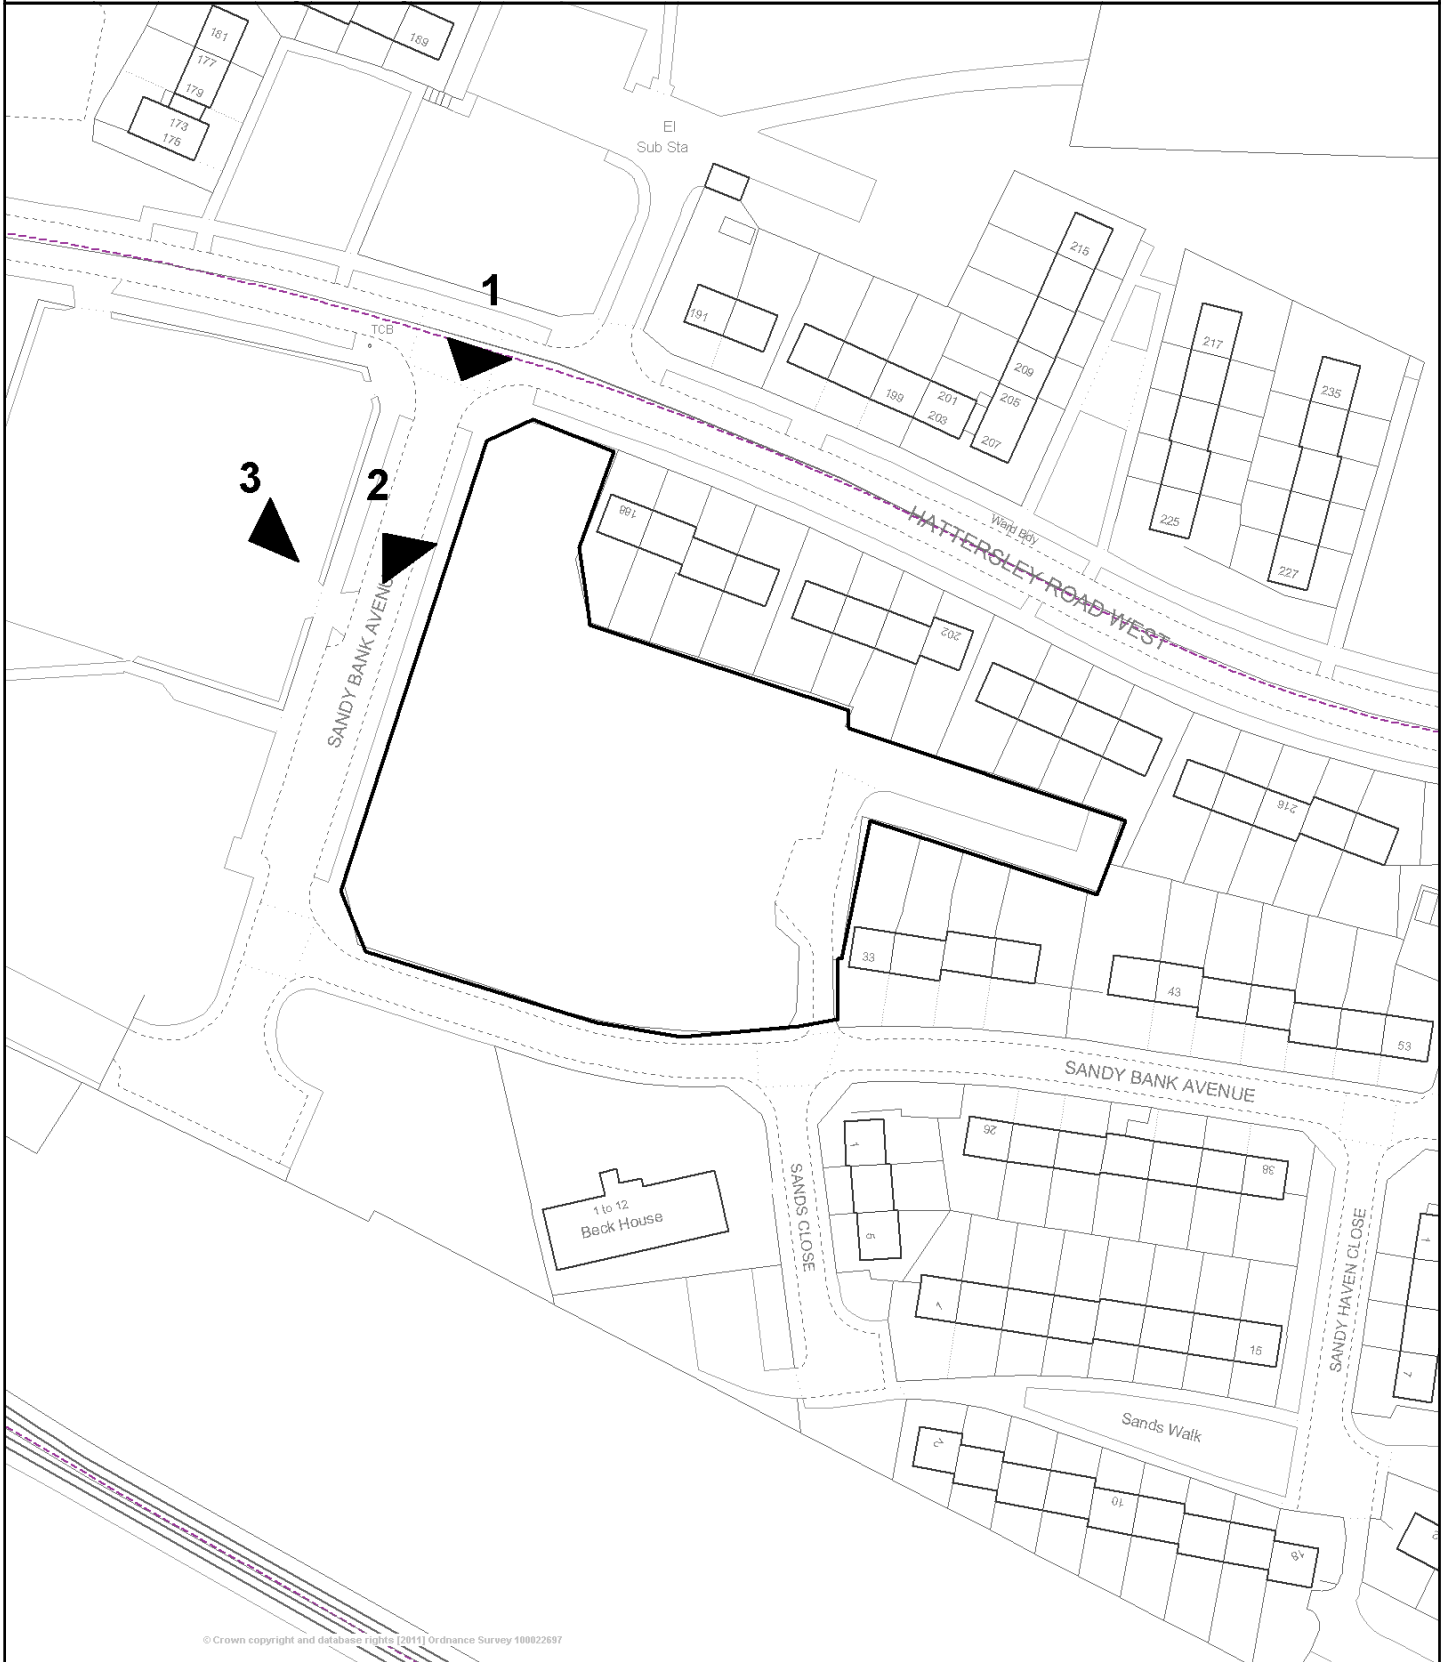 181
189
177
179
173
175
El
Sub Sta
215
1
191
217
TCB
209
235
199
201
205
203
207
3
2
188
225
Ward Bdy
HATTERSLEY ROAD WEST
227
202
SANDY BANK AVENUE
216
33
43
53
SANDY BANK AVENUE
1
26
38
SANDS CLOSE
1 to 12
Beck House
5
1
SANDY HAVEN CLOSE
15
7
Sands Walk
2
10
18
© Crown copyright and database rights [2011] Ordnance Survey 100022697